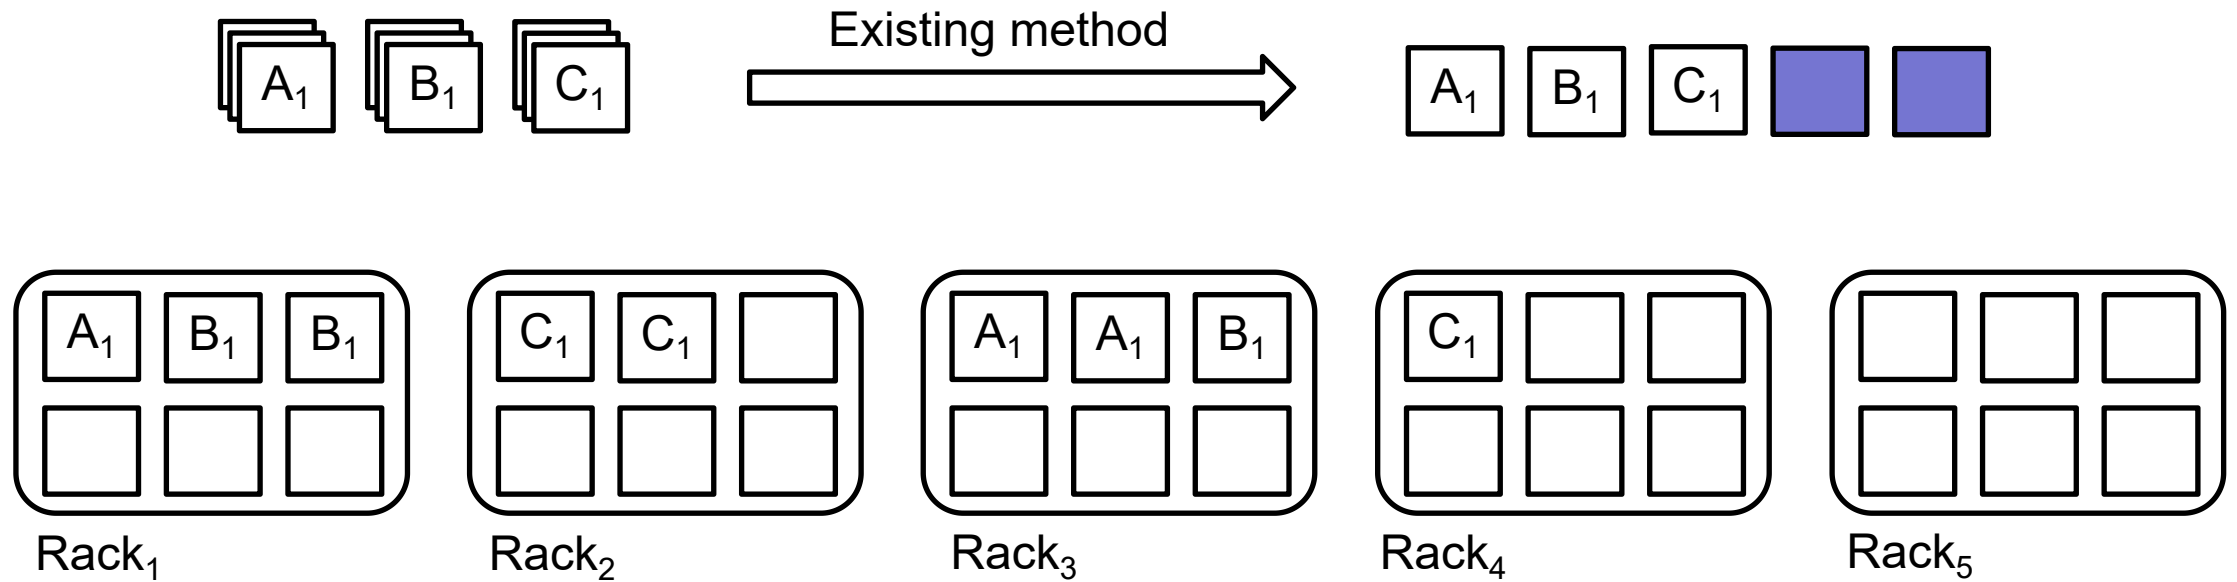 Existing method
A₁ B₁ C₁ A₁ B₁ C₁
A₁ B₁ B₁ C₁ C₁ A₁ A₁ B₁ C₁
Rack₁ Rack₂ Rack₃ Rack₄ Rack₅